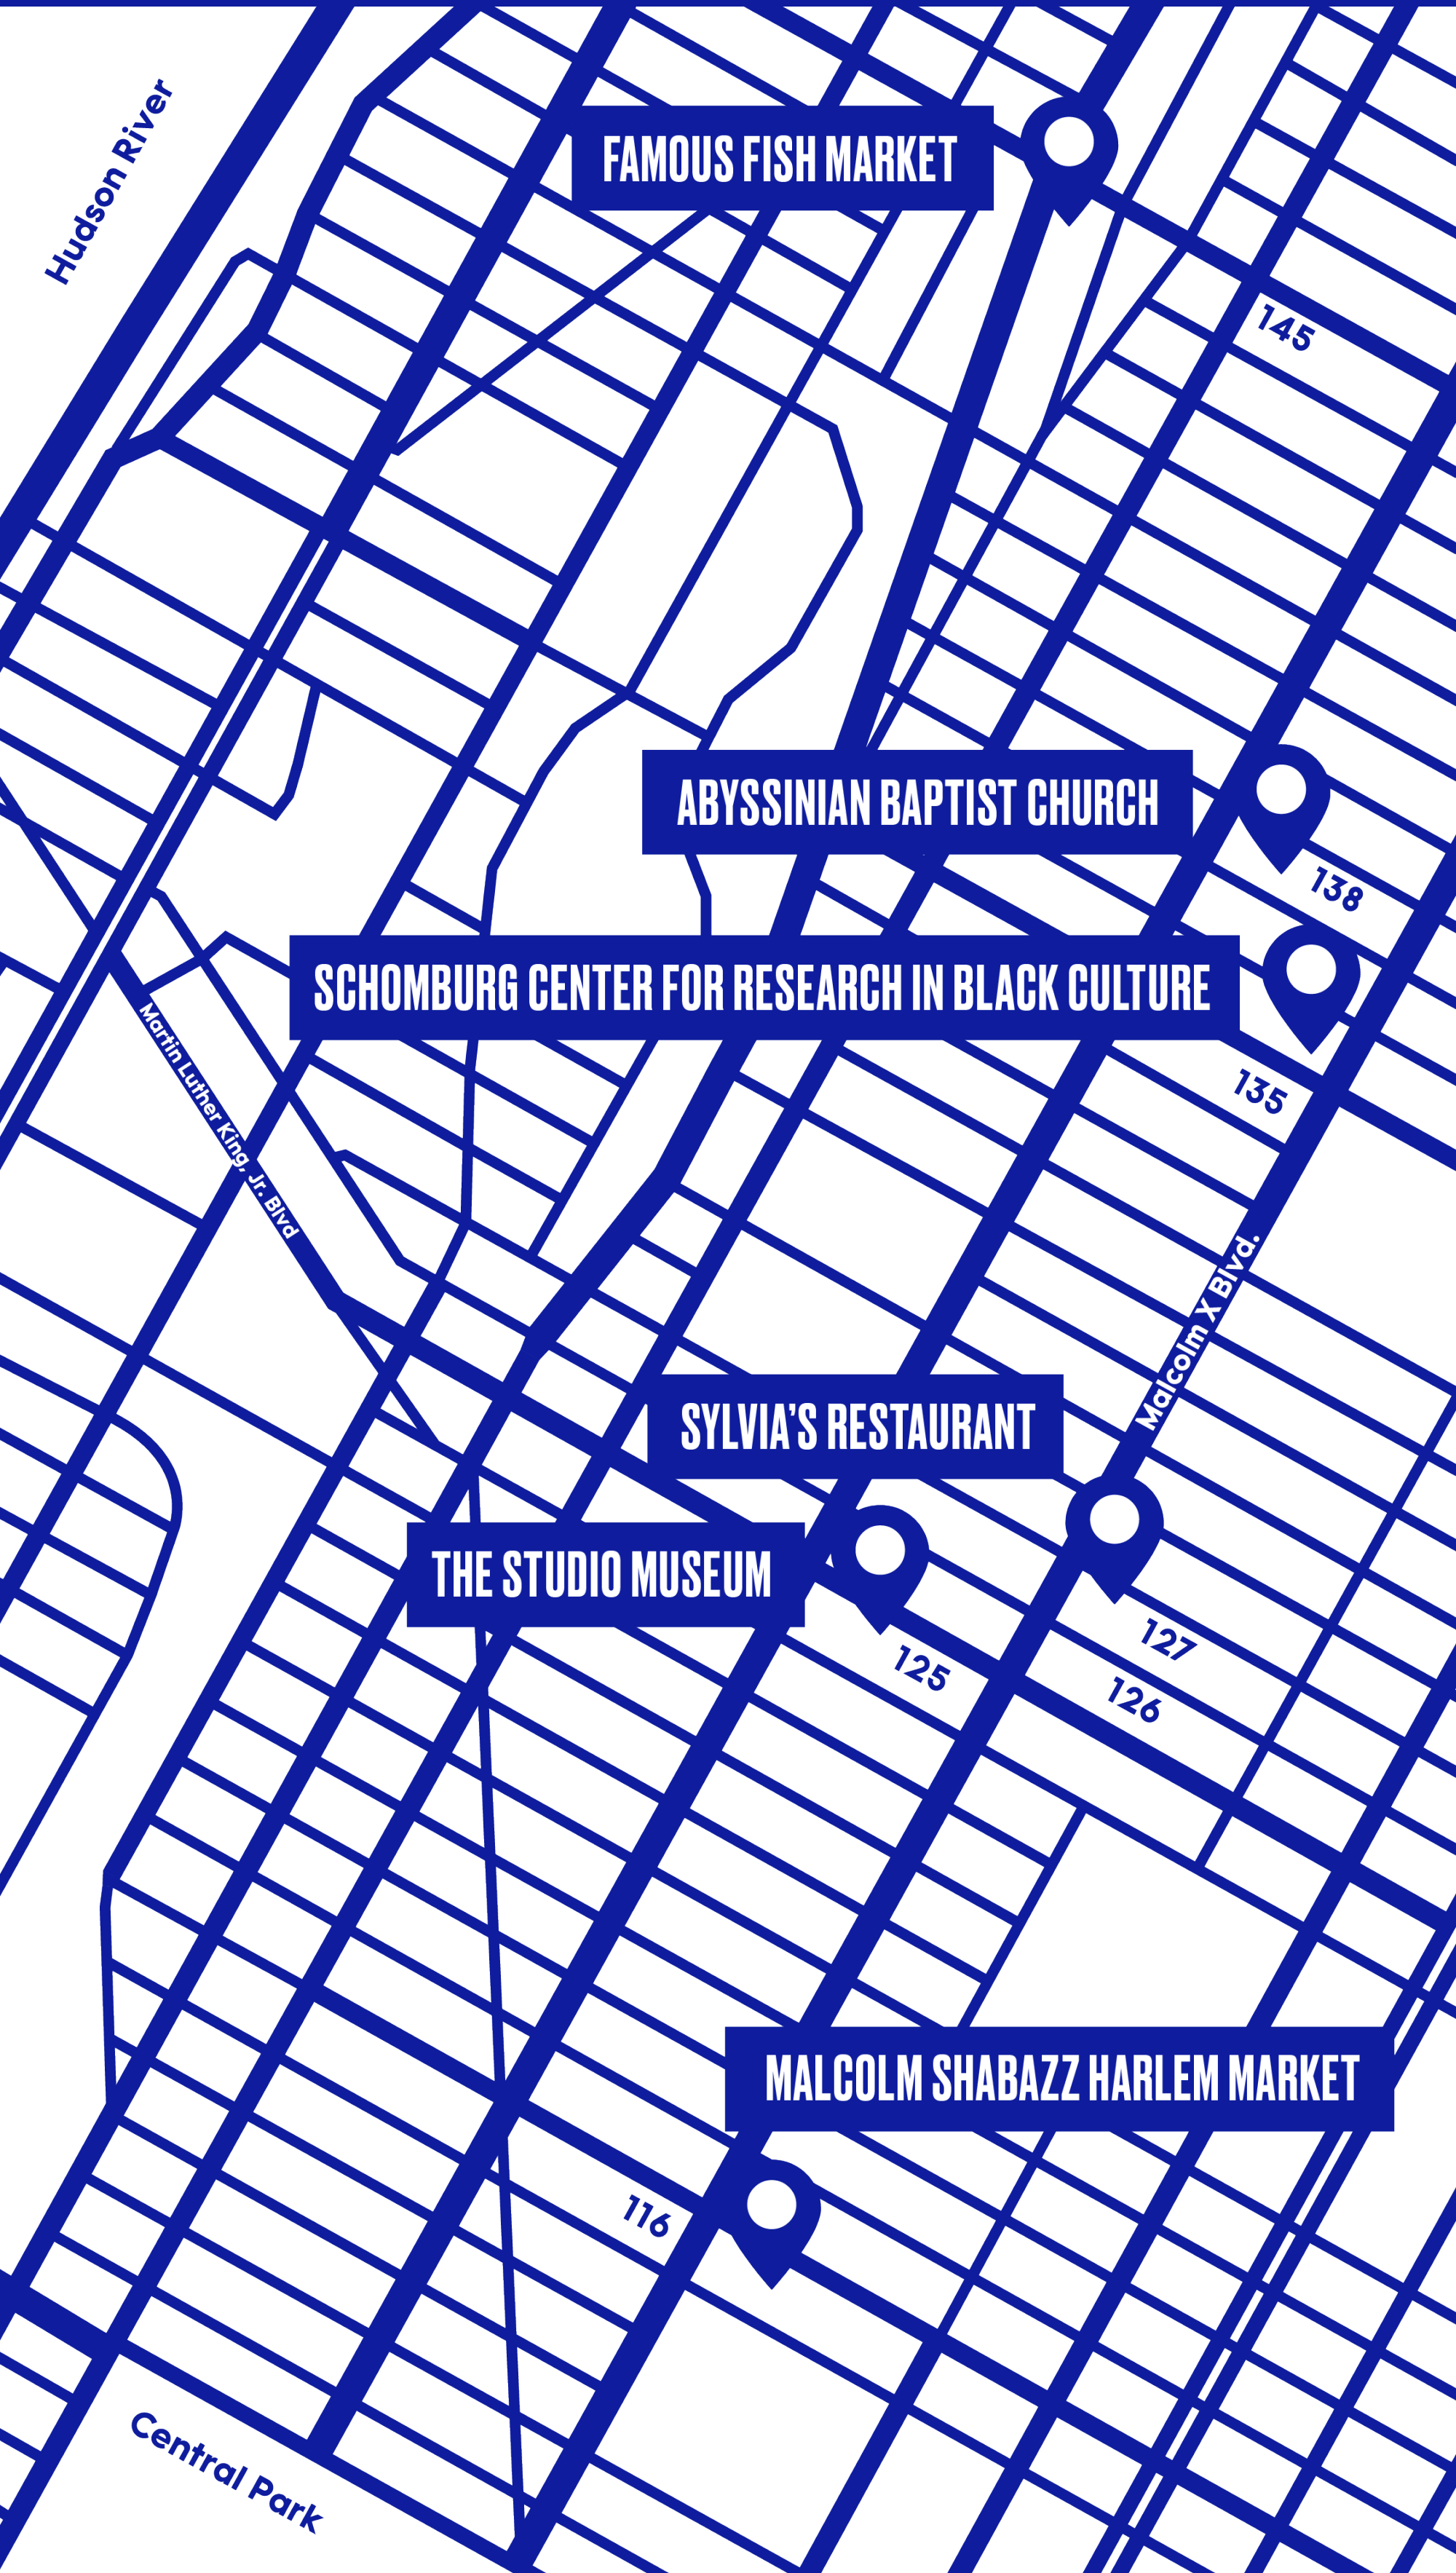 Hudson River
FAMOUS FISH MARKET
145
ABYSSINIAN BAPTIST CHURCH
138
SCHOMBURG CENTER FOR RESEARCH IN BLACK CULTURE
Martin Luther King, Jr. Blvd
135
Malcolm X Blvd.
SYLVIA’S RESTAURANT
THE STUDIO MUSEUM
127
125
126
MALCOLM SHABAZZ HARLEM MARKET
116
Central Park